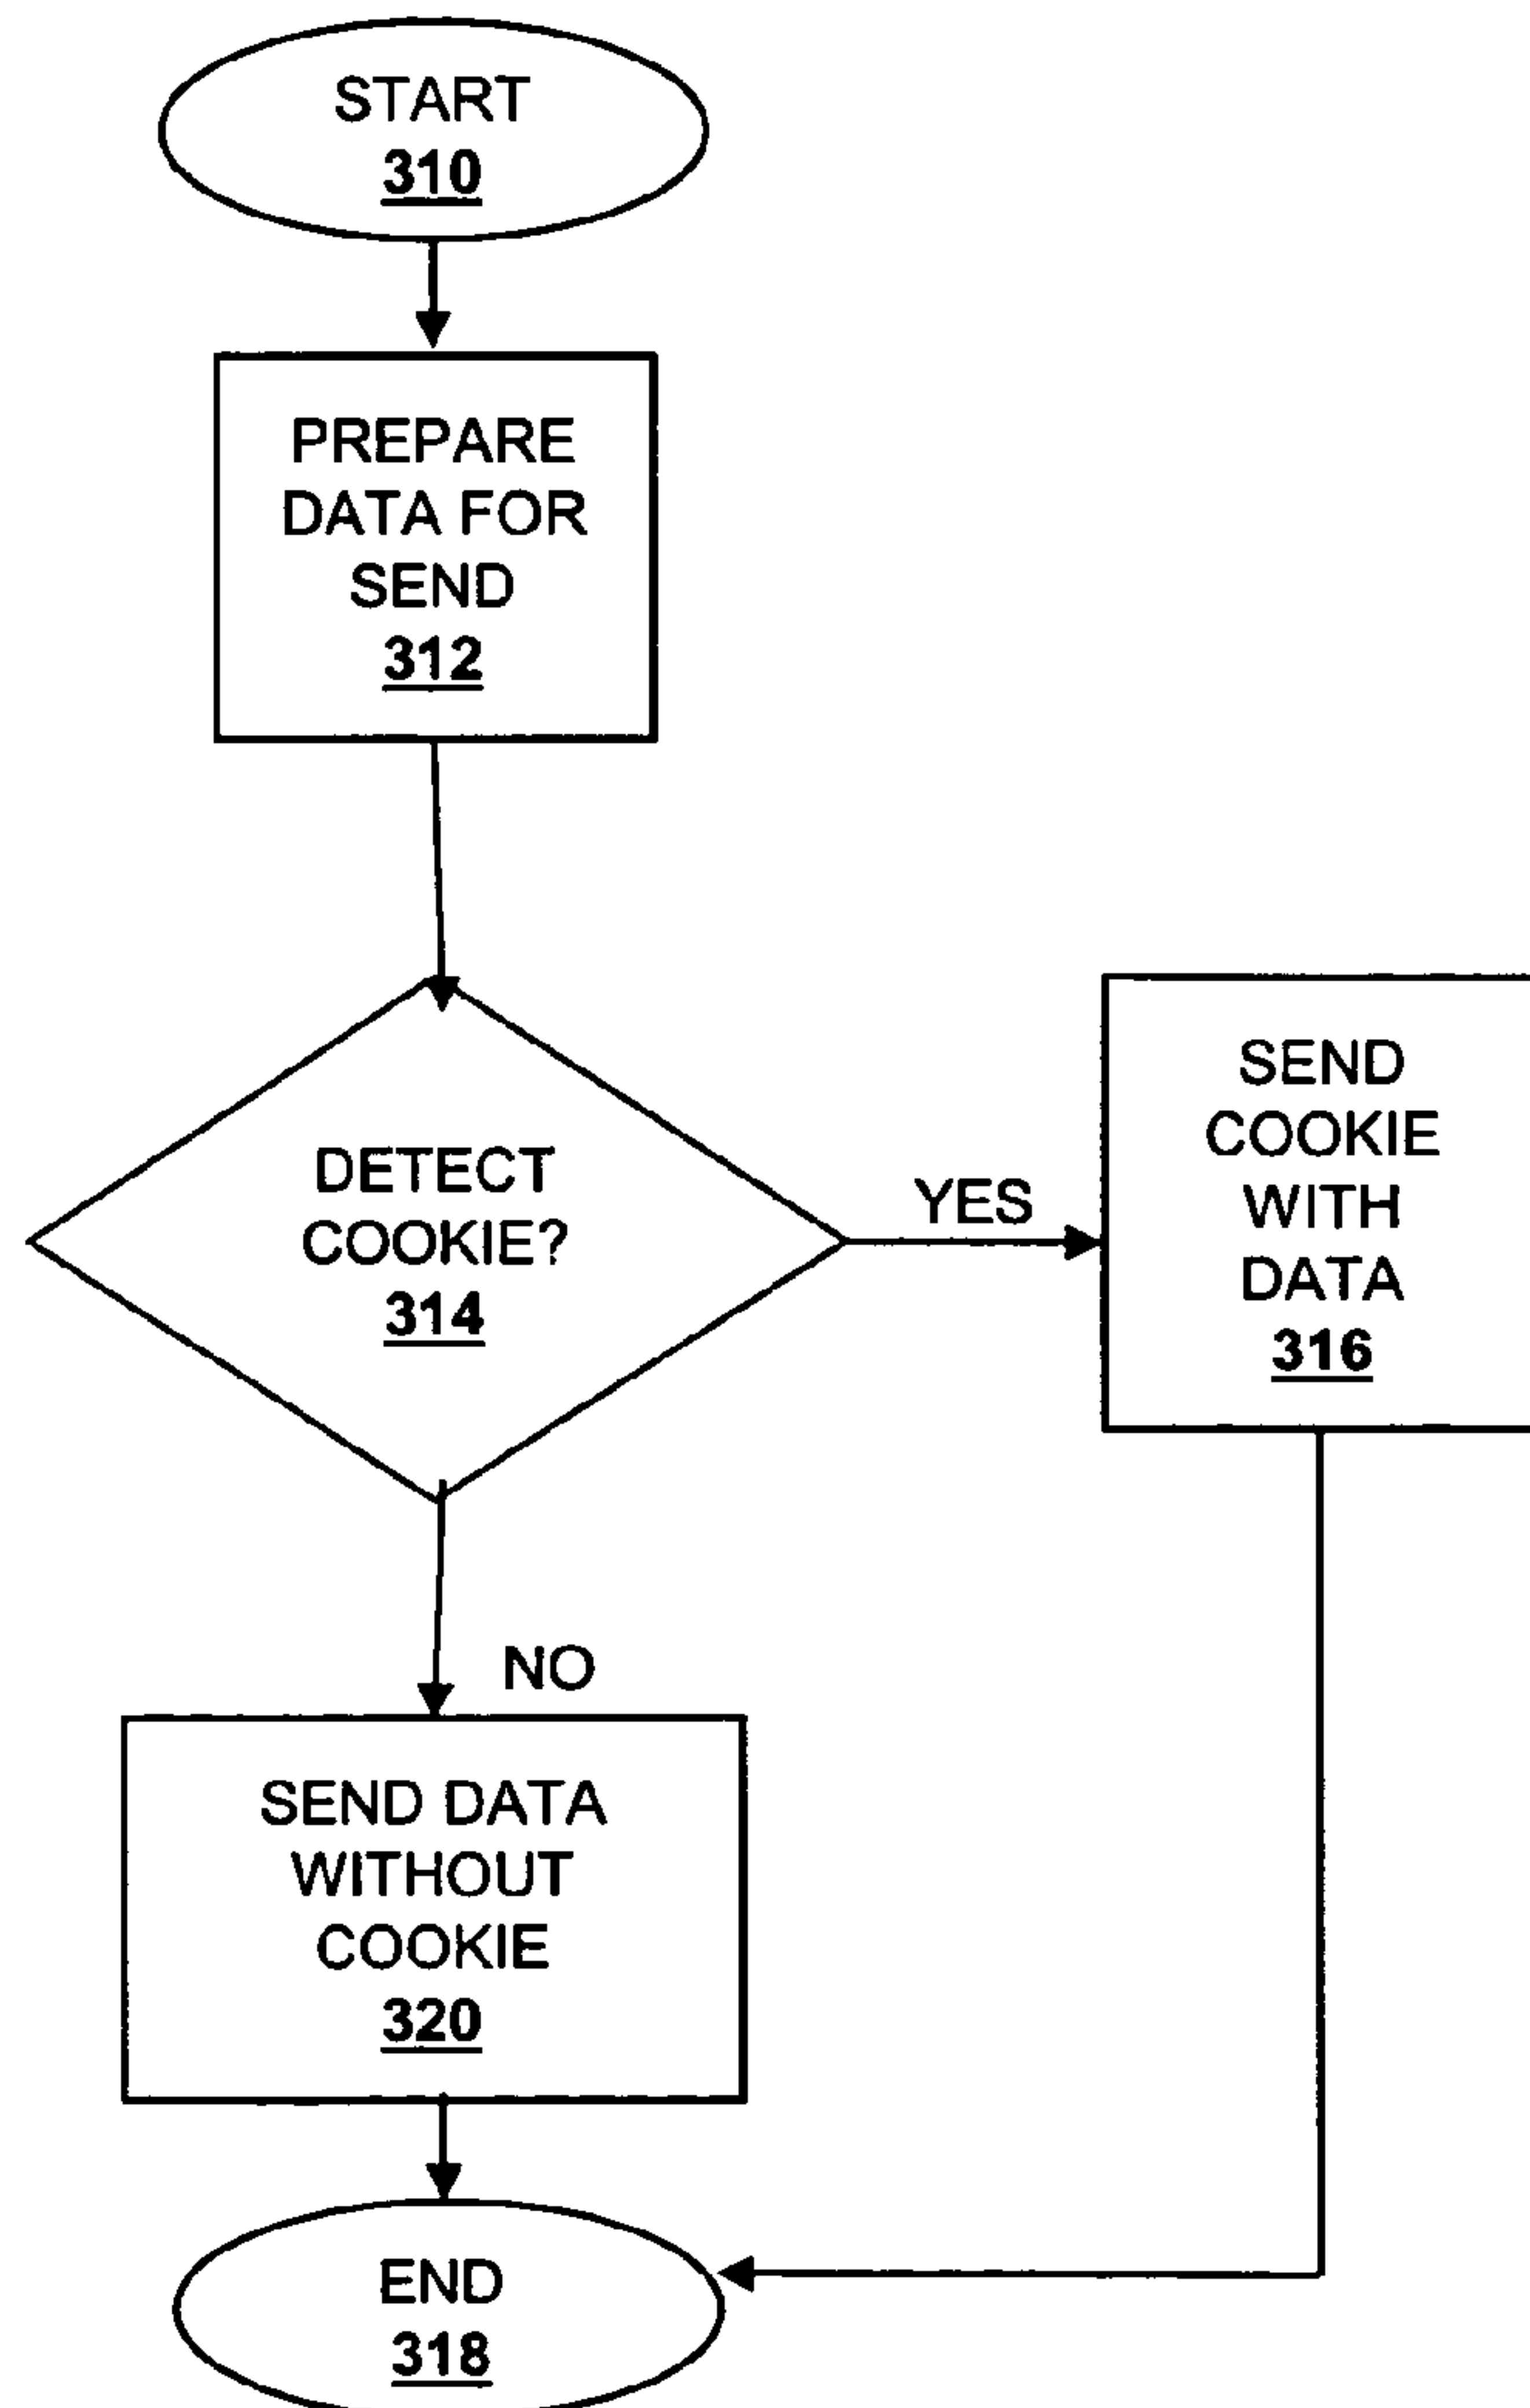 START
310
PREPARE
DATA FOR
SEND
312
DETECT
COOKIE?
314
YES
SEND
COOKIE
WITH
DATA
316
NO
SEND DATA
WITHOUT
COOKIE
320
END
318